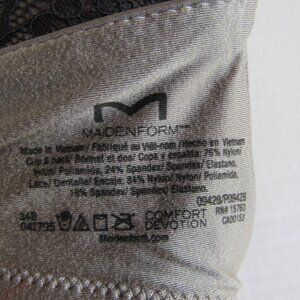 M
MAIDENFORM
Made in Vietnam / Fabriqué au Viêt-nam / Hecho en Vietnam
Cup & back/ Bonnet et dos/ Copa y espalda: 75% Nylon/
Nylon/ Poliamida, 24% Spandex/ Spandex/ Elastano.
Lace/ Dentelle/ Encaje: 84% Nylon/ Nylon/ Poliamida,
16% Spandex/ Spandex/ Elastano.
09428/P09428
34B COMFORT RN# 15763
041795 DEVOTION CA00153
Maidenform.com